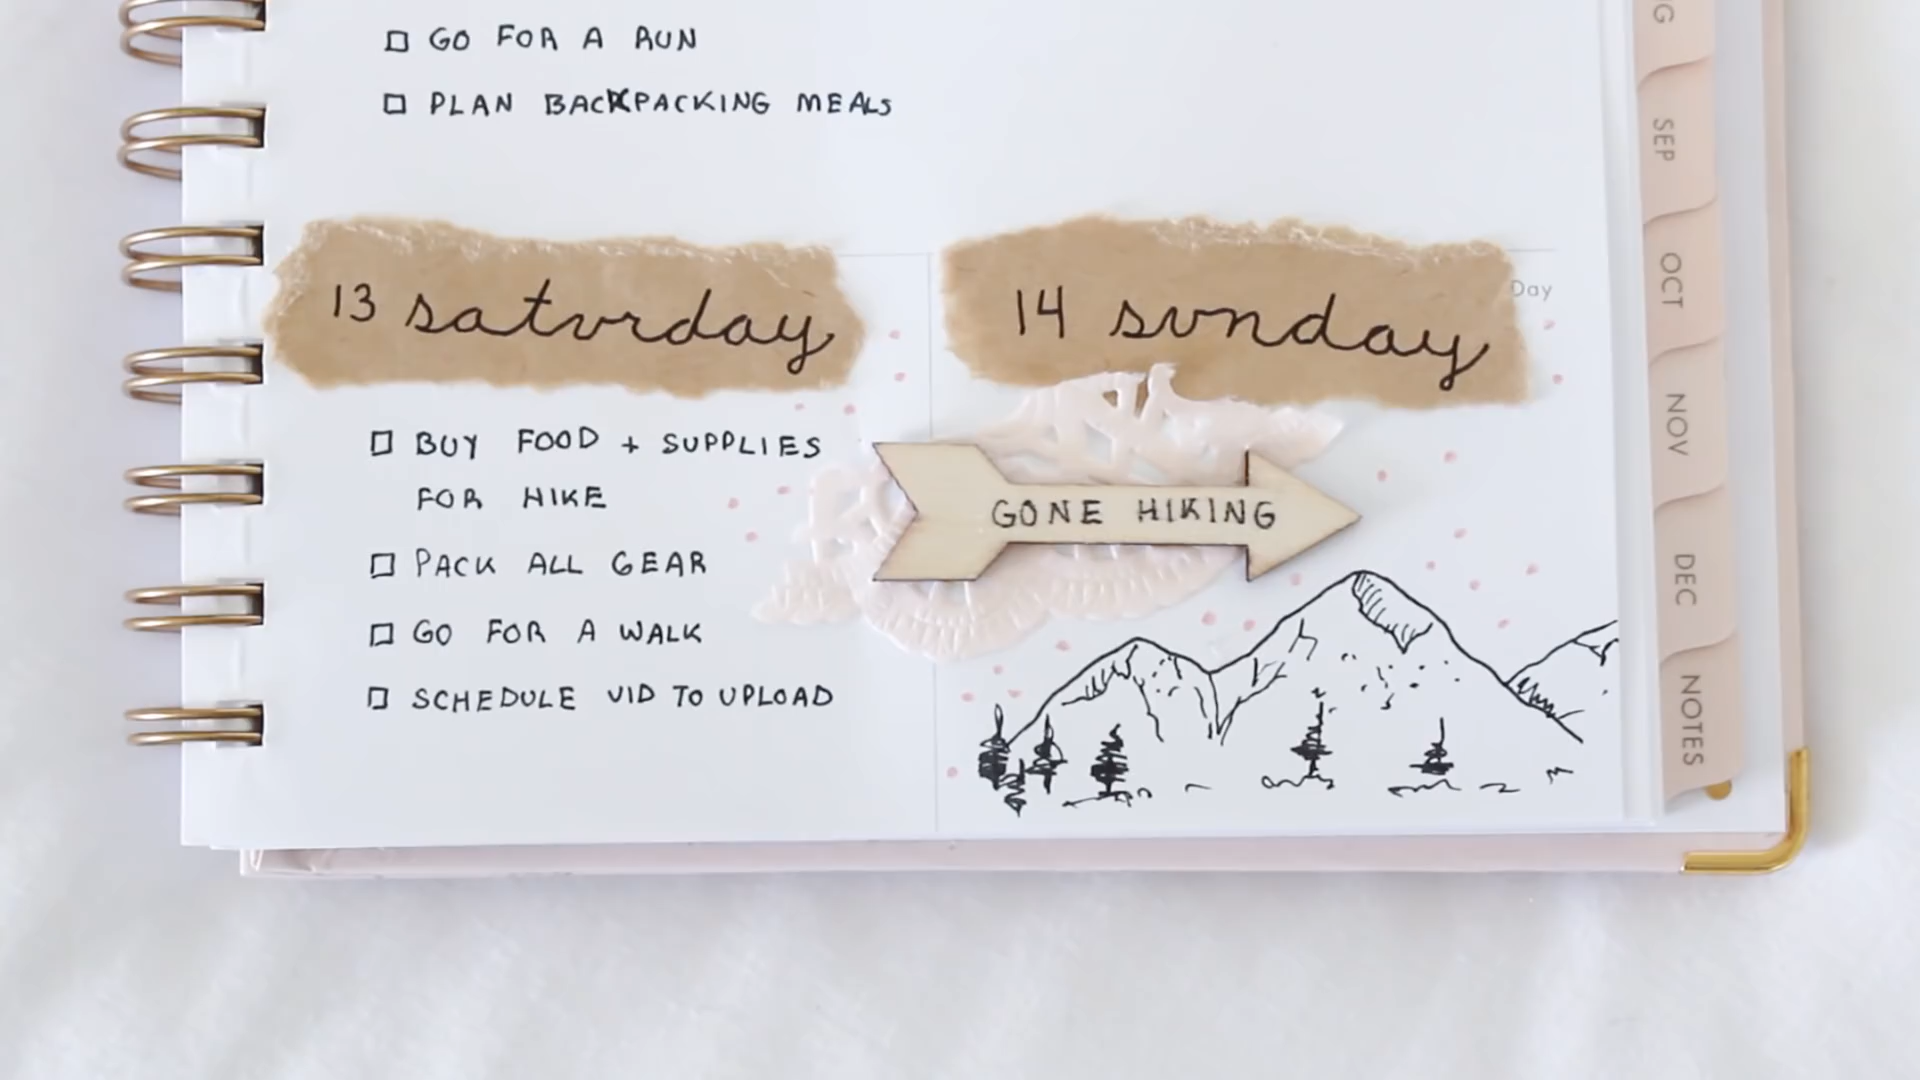 GO FOR A RUN
PLAN BACKPACKING MEALS
13 saturday
BUY FOOD + SUPPLIES
FOR HIKE
PACK ALL GEAR
GO FOR A WALK
SCHEDULE VID TO UPLOAD
14 sunday
Day
GONE HIKING
G
SEP
OCT
NOV
DEC
NOTES